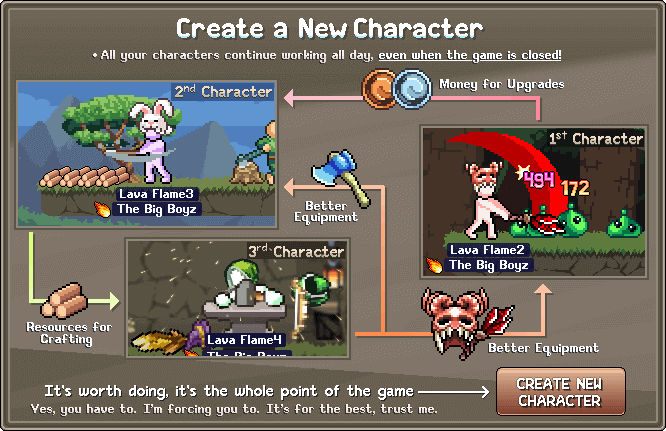 Create a New Character
• All your characters continue working all day, even when the game is closed!
2nd Character
Lava Flame3
The Big Boyz
Money for Upgrades
1st Character
494
172
Lava Flame2
The Big Boyz
Better
Equipment
3rd Character
Lava Flame4
The Big Boyz
Resources for
Crafting
Better Equipment
It's worth doing, it's the whole point of the game
Yes, you have to. I'm forcing you to. It's for the best, trust me.
CREATE NEW
CHARACTER